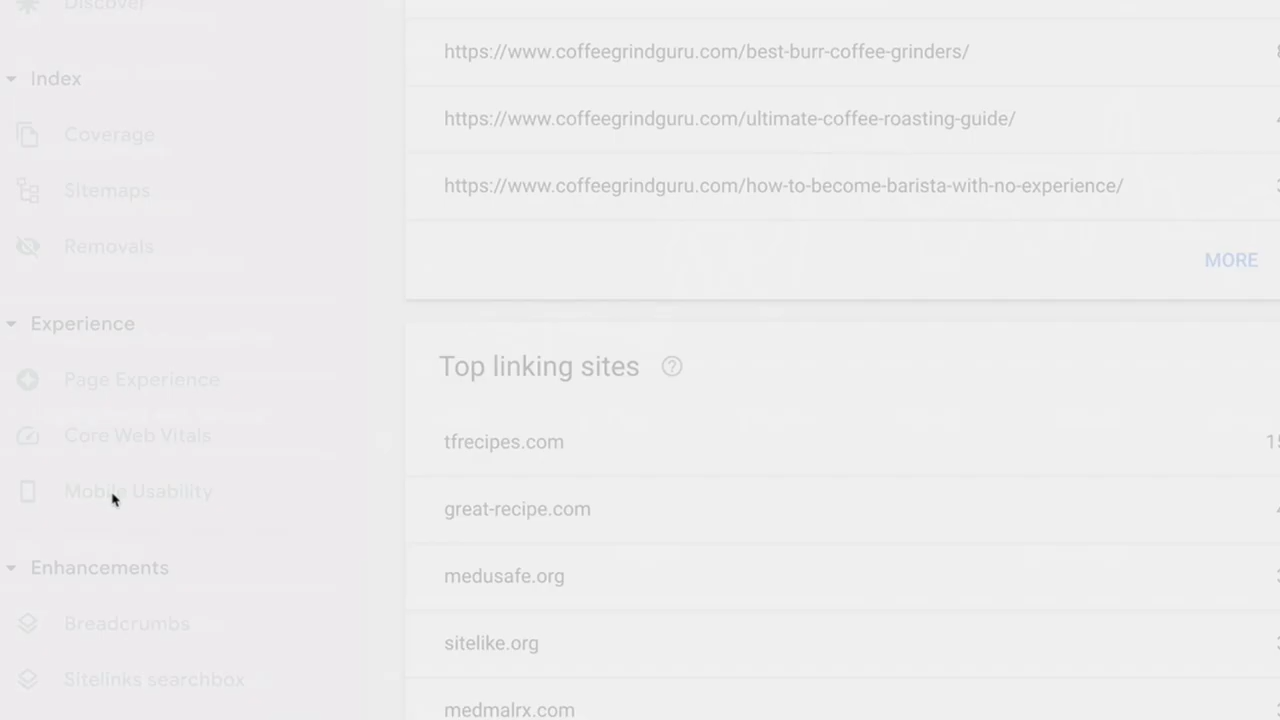 Discover
Index
Coverage
Sitemaps
Removals
Experience
Page Experience
Core Web Vitals
Mobile Usability
Enhancements
Breadcrumbs
Sitelinks searchbox
https://www.coffeegrindguru.com/best-burr-coffee-grinders/
https://www.coffeegrindguru.com/ultimate-coffee-roasting-guide/
https://www.coffeegrindguru.com/how-to-become-barista-with-no-experience/
MORE
Top linking sites
tfrecipes.com
great-recipe.com
medusafe.org
sitelike.org
medmalrx.com